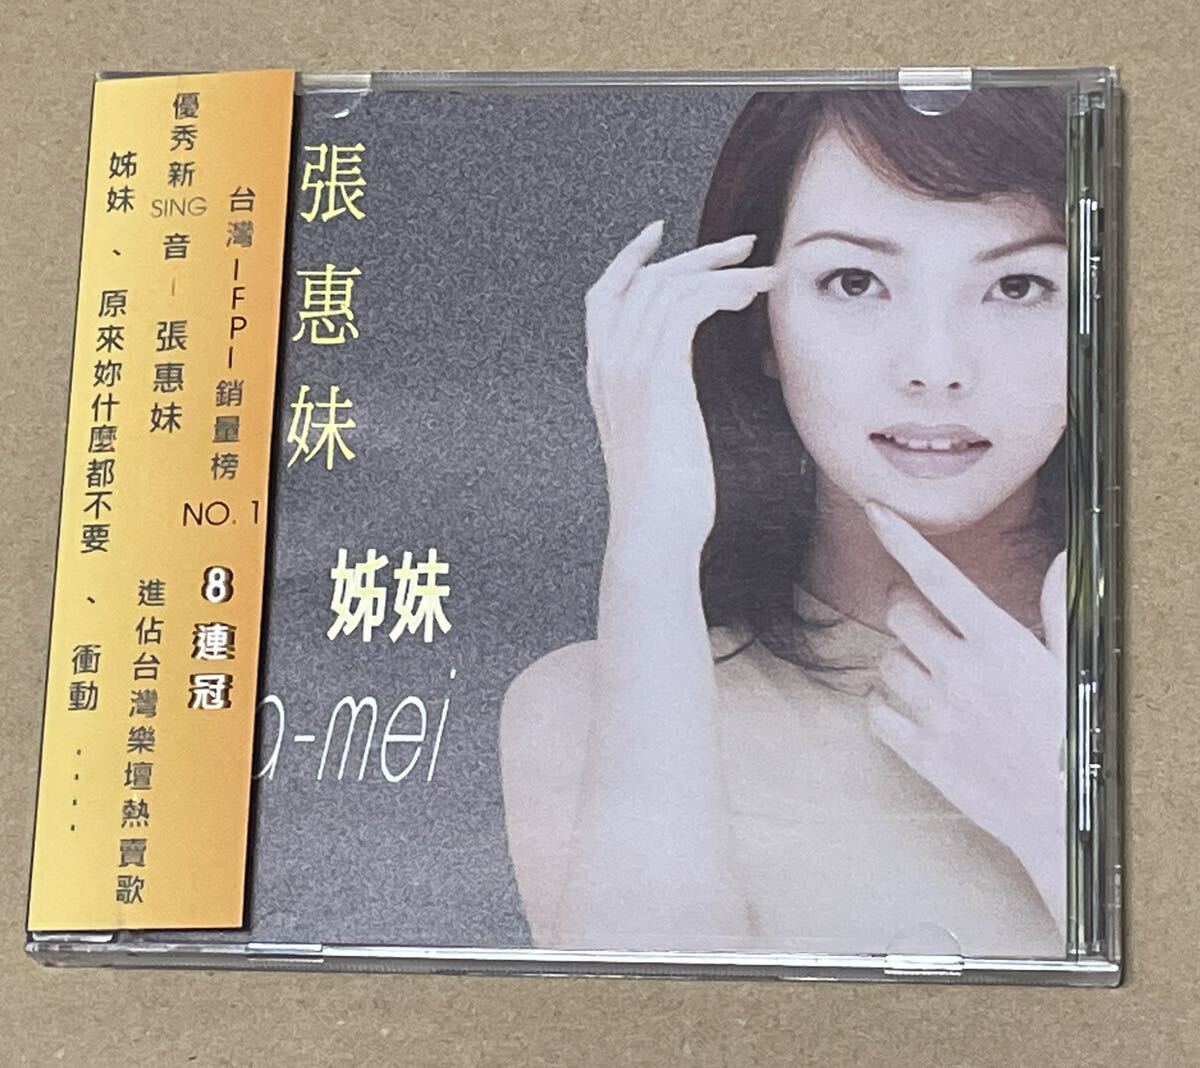 台灣IFPI銷量榜 NO. 1 8連冠
優秀新SING音-張惠妹 進佔台灣樂壇熱賣歌
姊妹、原來妳什麼都不要、衝動....
張惠妹
姊妹
a-mei